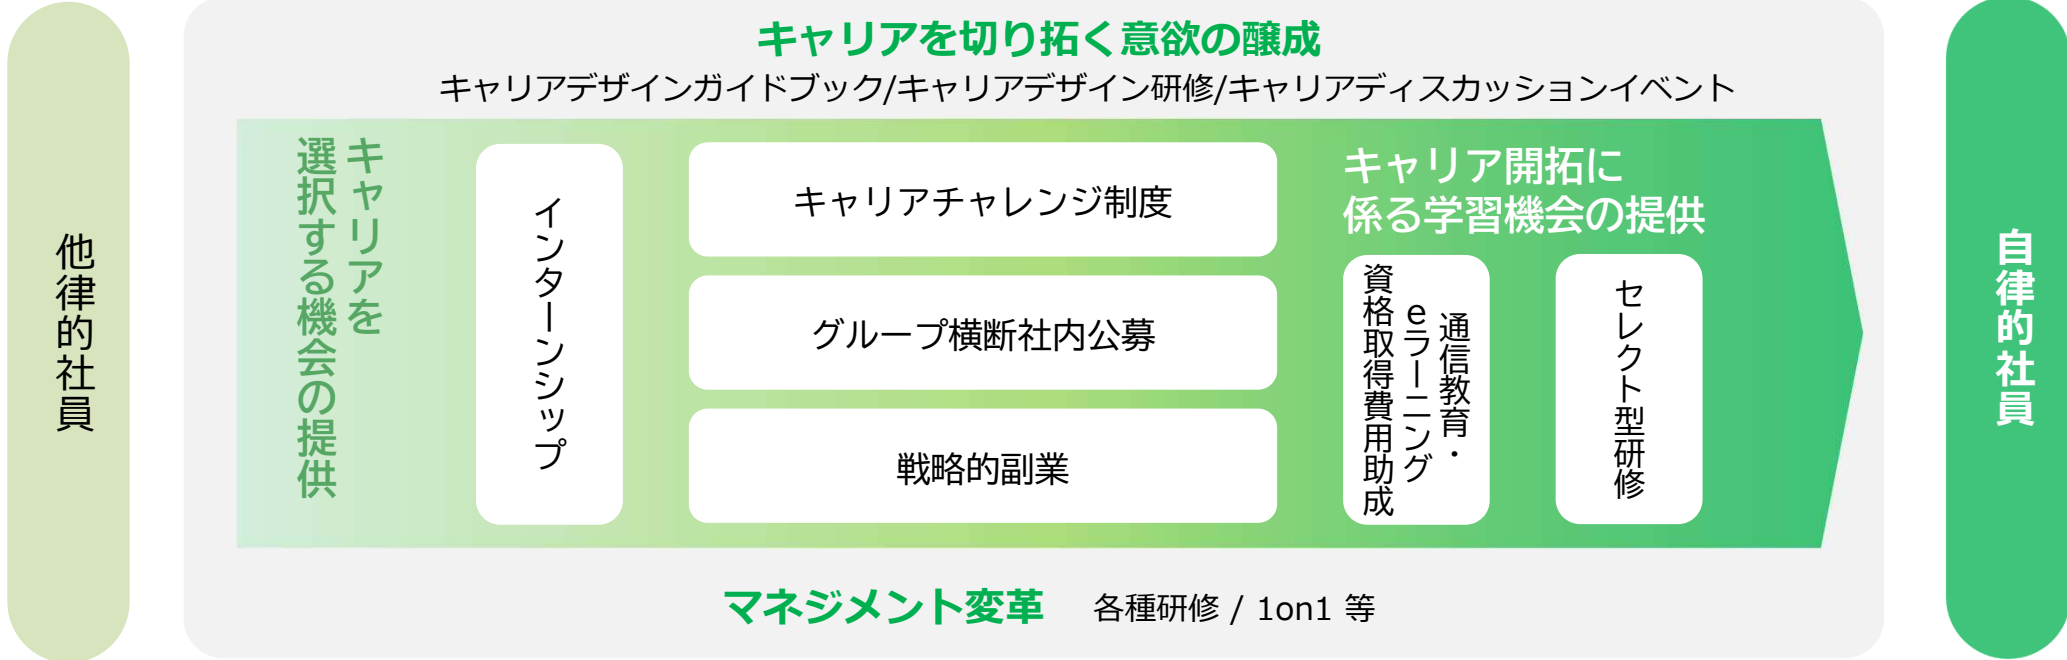 他律的社員
キャリアを切り拓く意欲の醸成
キャリアデザインガイドブック/キャリアデザイン研修/キャリアディスカッションイベント
キャリアを
選択する機会の提供
インターンシップ
キャリアチャレンジ制度
グループ横断社内公募
戦略的副業
キャリア開拓に
係る学習機会の提供
通信教育・
eラーニング
資格取得費用助成
セレクト型研修
マネジメント変革 各種研修 / 1on1 等
自律的社員